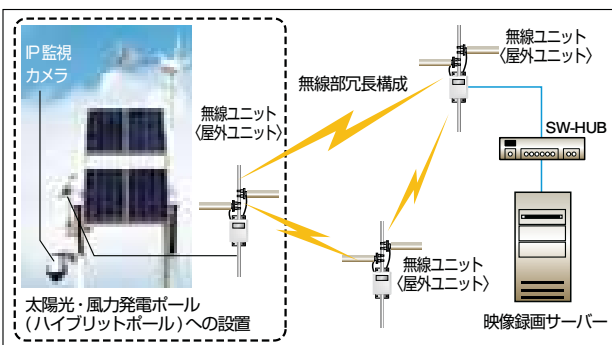 IP監視
カメラ
無線ユニット
〈屋外ユニット〉
無線部冗長構成
無線ユニット
〈屋外ユニット〉
SW-HUB
無線ユニット
〈屋外ユニット〉
太陽光・風力発電ポール
(ハイブリットポール)への設置
映像録画サーバー